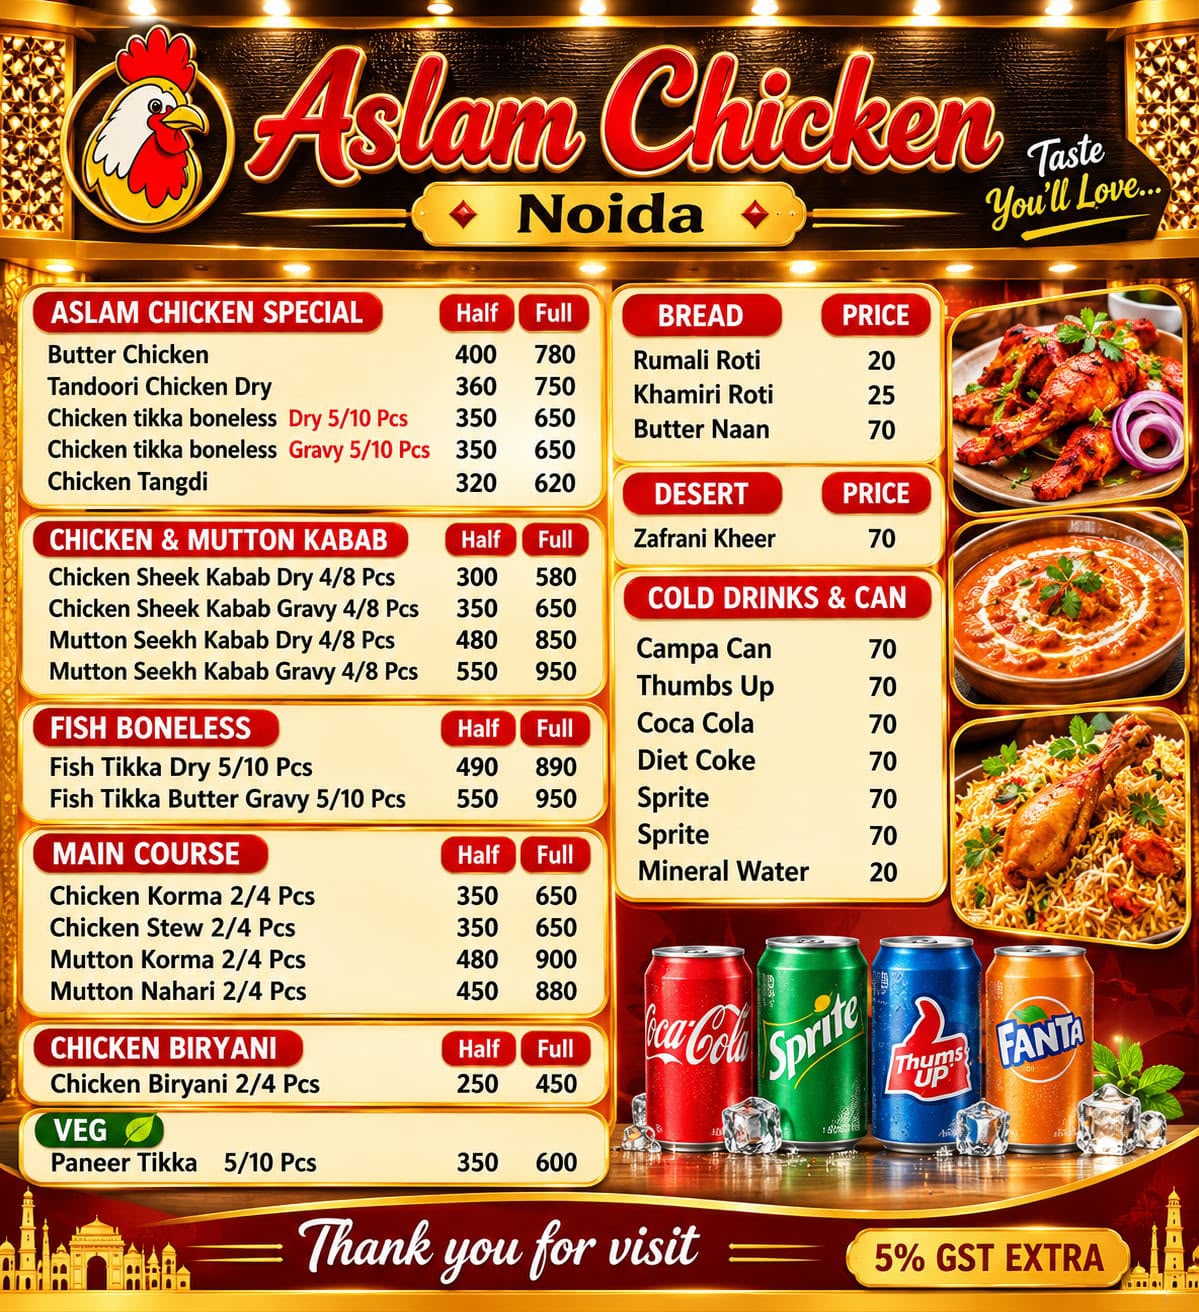 Aslam Chicken
Noida
Taste
You'll Love...
ASLAM CHICKEN SPECIAL Half Full
Butter Chicken 400 780
Tandoori Chicken Dry 360 750
Chicken tikka boneless Dry 5/10 Pcs 350 650
Chicken tikka boneless Gravy 5/10 Pcs 350 650
Chicken Tangdi 320 620
CHICKEN & MUTTON KABAB Half Full
Chicken Sheek Kabab Dry 4/8 Pcs 300 580
Chicken Sheek Kabab Gravy 4/8 Pcs 350 650
Mutton Seekh Kabab Dry 4/8 Pcs 480 850
Mutton Seekh Kabab Gravy 4/8 Pcs 550 950
FISH BONELESS Half Full
Fish Tikka Dry 5/10 Pcs 490 890
Fish Tikka Butter Gravy 5/10 Pcs 550 950
MAIN COURSE Half Full
Chicken Korma 2/4 Pcs 350 650
Chicken Stew 2/4 Pcs 350 650
Mutton Korma 2/4 Pcs 480 900
Mutton Nahari 2/4 Pcs 450 880
CHICKEN BIRYANI Half Full
Chicken Biryani 2/4 Pcs 250 450
VEG
Paneer Tikka 5/10 Pcs 350 600
BREAD PRICE
Rumali Roti 20
Khamiri Roti 25
Butter Naan 70
DESERT PRICE
Zafrani Kheer 70
COLD DRINKS & CAN
Campa Can 70
Thumbs Up 70
Coca Cola 70
Diet Coke 70
Sprite 70
Sprite 70
Mineral Water 20
Coca-Cola
Sprite
Thums
UP
FANTA
Thank you for visit
5% GST EXTRA